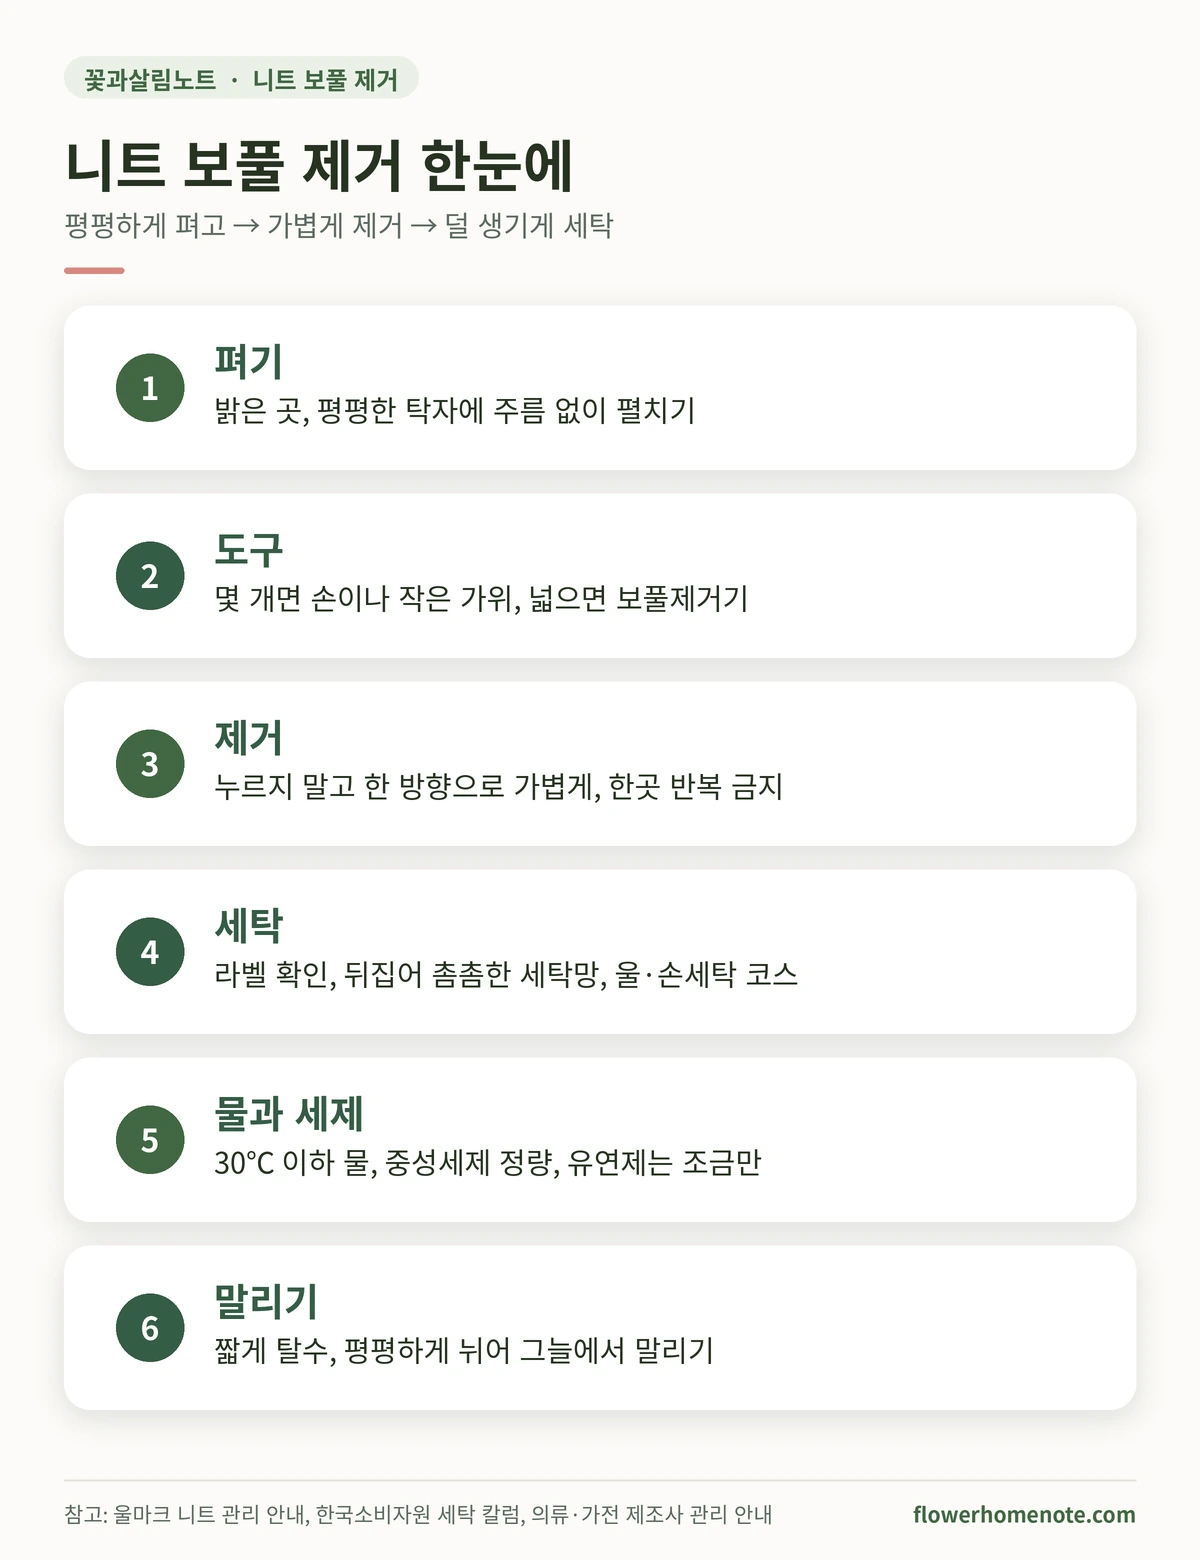 꽃과살림노트 · 니트 보풀 제거
니트 보풀 제거 한눈에
평평하게 펴고 → 가볍게 제거 → 덜 생기게 세탁
1
펴기
밝은 곳, 평평한 탁자에 주름 없이 펼치기
2
도구
몇 개면 손이나 작은 가위, 넓으면 보풀제거기
3
제거
누르지 말고 한 방향으로 가볍게, 한곳 반복 금지
4
세탁
라벨 확인, 뒤집어 촘촘한 세탁망, 울·손세탁 코스
5
물과 세제
30°C 이하 물, 중성세제 정량, 유연제는 조금만
6
말리기
짧게 탈수, 평평하게 뉘어 그늘에서 말리기
참고: 울마크 니트 관리 안내, 한국소비자원 세탁 칼럼, 의류·가전 제조사 관리 안내
flowerhomenote.com